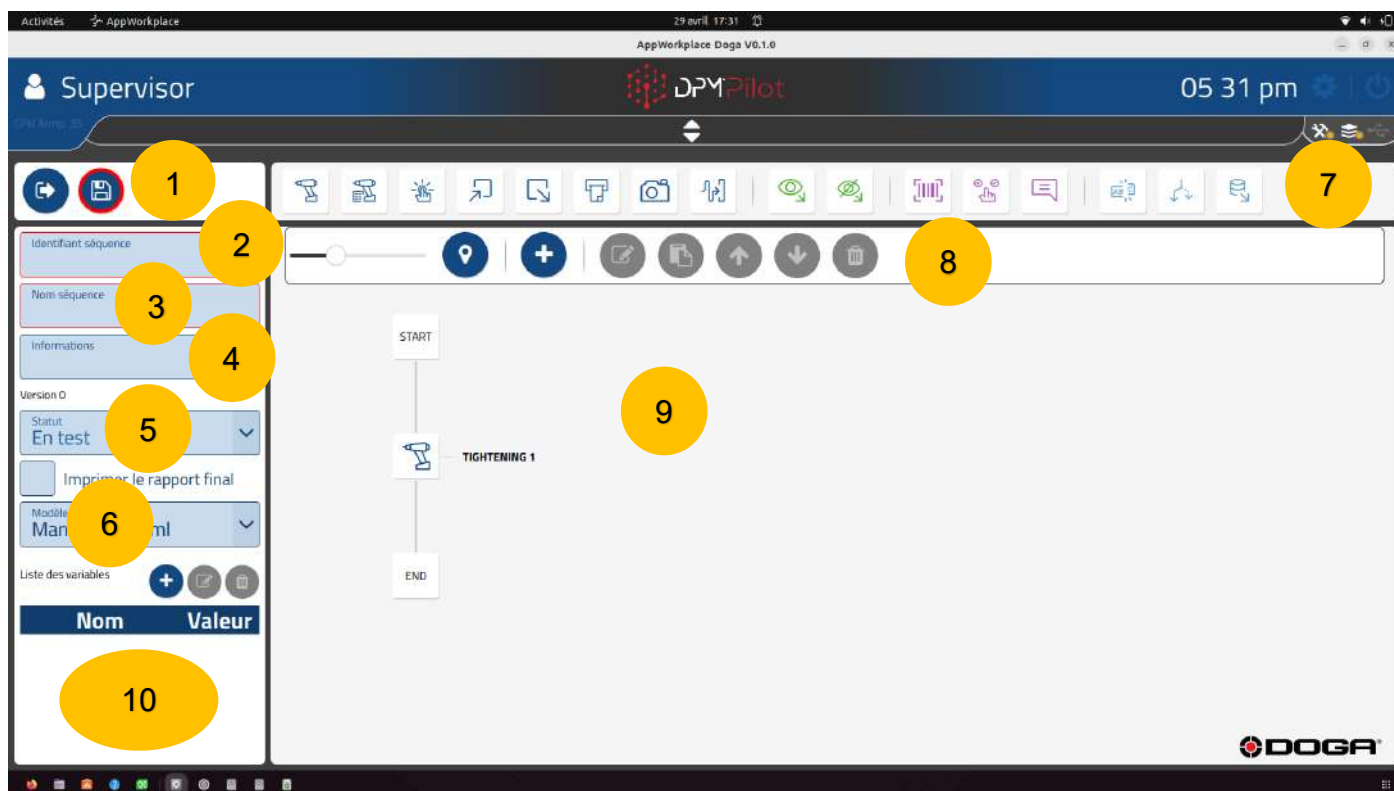 Activités AppWorkplace 29 avril 17:31
AppWorkplace Doga V0.1.0
Supervisor DPMPilot 05 31 pm
1 7
Identifiant séquence 2 8
Nom séquence 3
Informations 4
START
Version 0
Statut
En test 5 9
TIGHTENING 1
Imprimer le rapport final
6
Liste des variables
END
Nom Valeur
10
DOGA